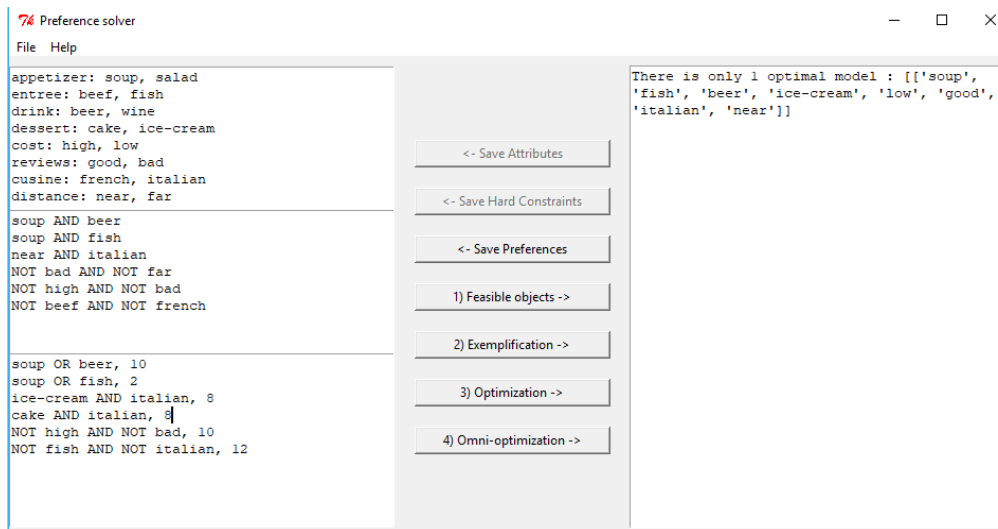 Preference solver
File Help
appetizer: soup, salad
entree: beef, fish
drink: beer, wine
dessert: cake, ice-cream
cost: high, low
reviews: good, bad
cusine: french, italian
distance: near, far
soup AND beer
soup AND fish
near AND italian
NOT bad AND NOT far
NOT high AND NOT bad
NOT beef AND NOT french
soup OR beer, 10
soup OR fish, 2
ice-cream AND italian, 8
cake AND italian, 8
NOT high AND NOT bad, 10
NOT fish AND NOT italian, 12
<- Save Attributes
<- Save Hard Constraints
<- Save Preferences
1) Feasible objects ->
2) Exemplification ->
3) Optimization ->
4) Omni-optimization ->
There is only 1 optimal model : [['soup',
'fish', 'beer', 'ice-cream', 'low', 'good',
'italian', 'near']]